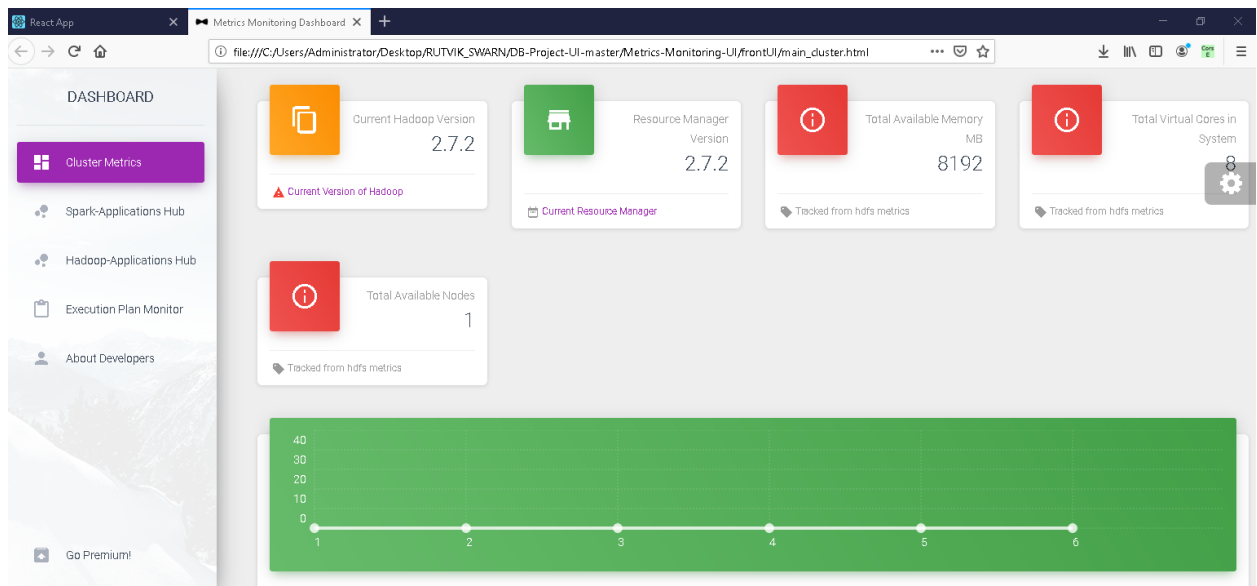 React App
Metrics Monitoring Dashboard
file:///C:/Users/Administrator/Desktop/RUTVIK_SWARN/DB-Project-UI-master/Metrics-Monitoring-UI/frontUI/main_cluster.html
DASHBOARD
Cluster Metrics
Spark-Applications Hub
Hadoop-Applications Hub
Execution Plan Monitor
About Developers
Go Premium!
Current Hadoop Version
2.7.2
Current Version of Hadoop
Resource Manager
Version
2.7.2
Current Resource Manager
Total Available Memory
MB
8192
Tracked from hdfs metrics
Total Virtual Cores in
System
8
Tracked from hdfs metrics
Total Available Nodes
1
Tracked from hdfs metrics
40
30
20
10
0
1 2 3 4 5 6